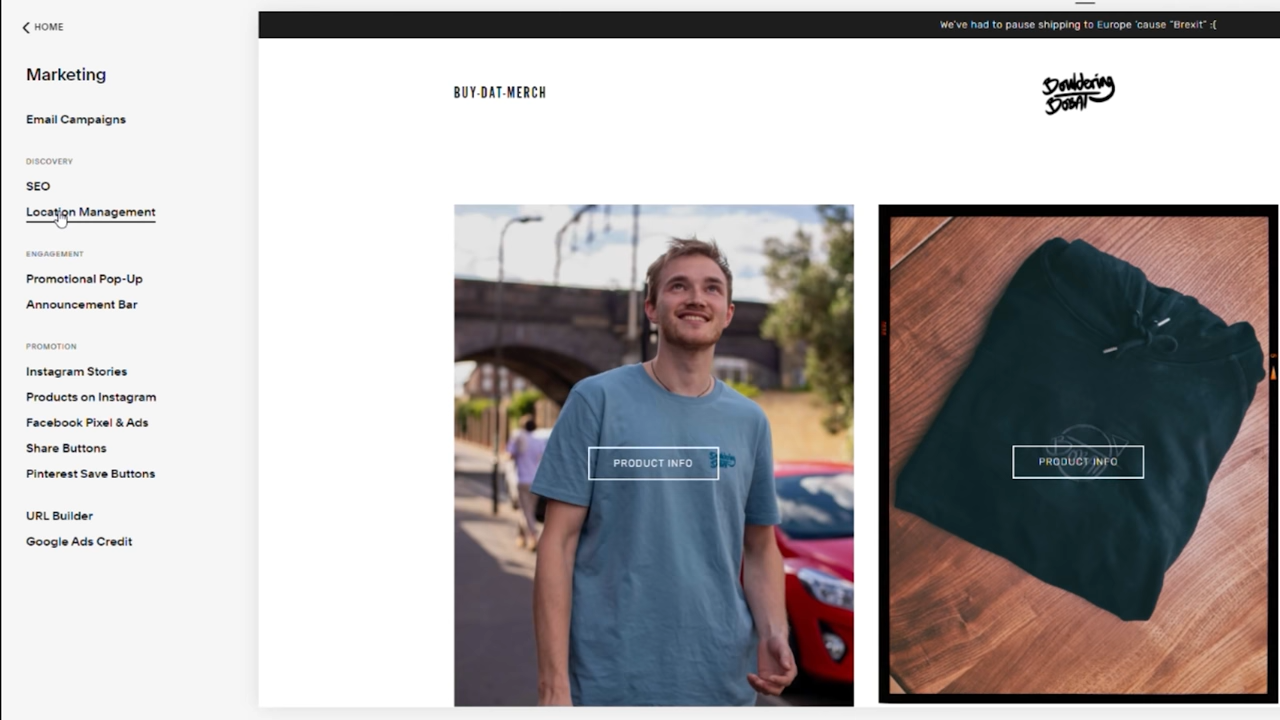 HOME
Marketing
Email Campaigns
DISCOVERY
SEO
Location Management
ENGAGEMENT
Promotional Pop-Up
Announcement Bar
PROMOTION
Instagram Stories
Products on Instagram
Facebook Pixel & Ads
Share Buttons
Pinterest Save Buttons
URL Builder
Google Ads Credit
We've had to pause shipping to Europe 'cause "Brexit" :(
BUY-DAT-MERCH
Bouldering
BoBAT
PRODUCT INFO
PRODUCT INFO